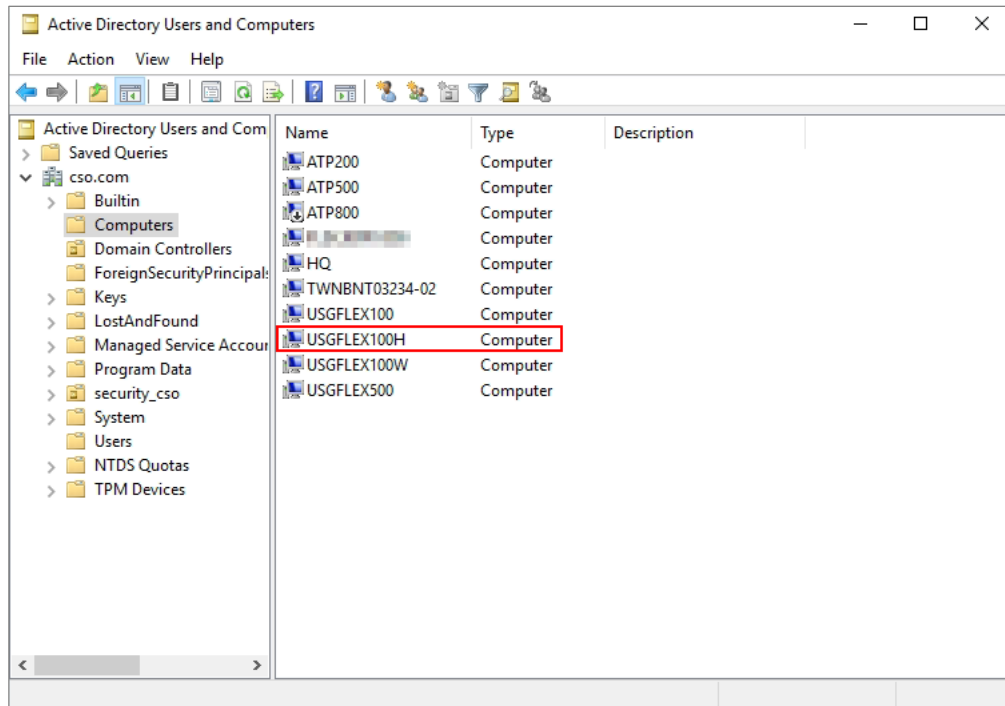 Active Directory Users and Computers
File Action View Help
Active Directory Users and Com
Saved Queries
cso.com
Builtin
Computers
Domain Controllers
ForeignSecurityPrincipals
Keys
LostAndFound
Managed Service Accour
Program Data
security_cso
System
Users
NTDS Quotas
TPM Devices
Name Type Description
ATP200 Computer
ATP500 Computer
ATP800 Computer
Computer
HQ Computer
TWNBNT03234-02 Computer
USGFLEX100 Computer
USGFLEX100H Computer
USGFLEX100W Computer
USGFLEX500 Computer